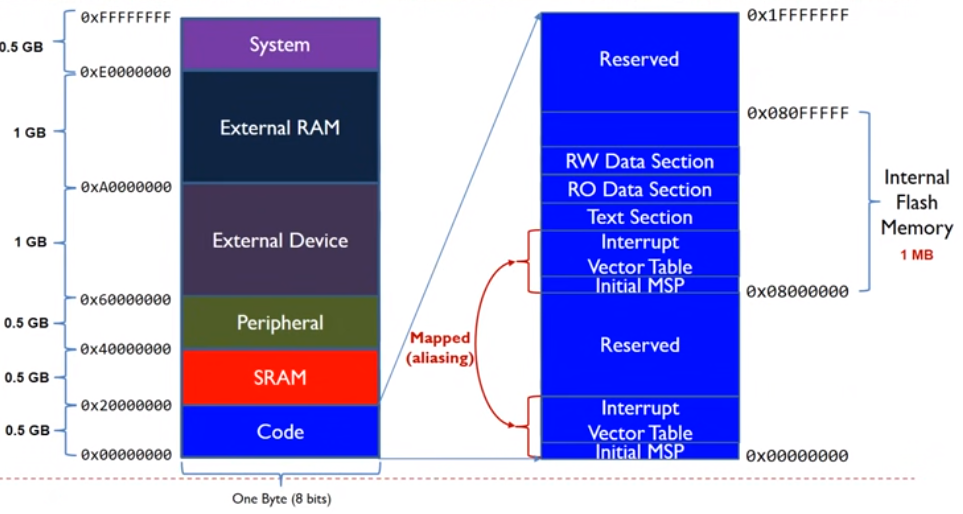 0xFFFFFFFF
System
0.5 GB
0xE0000000
External RAM
1 GB
0xA0000000
External Device
1 GB
0x60000000
Peripheral
0.5 GB
0x40000000
SRAM
0.5 GB
0x20000000
Code
0.5 GB
0x00000000
One Byte (8 bits)
0x1FFFFFFF
Reserved
0x080FFFFF
RW Data Section
RO Data Section
Text Section
Interrupt
Vector Table
Initial MSP
0x08000000
Internal
Flash
Memory
1 MB
Reserved
Mapped
(aliasing)
Interrupt
Vector Table
Initial MSP
0x00000000